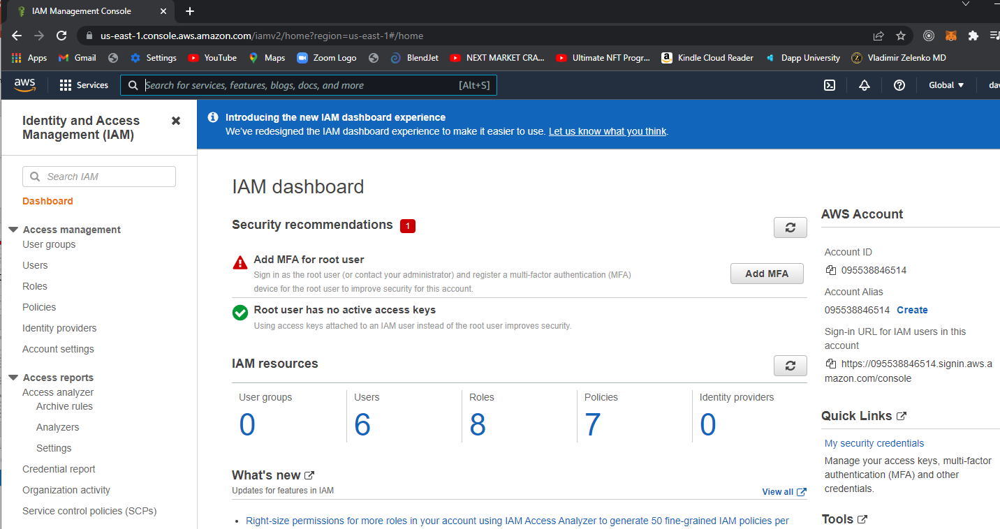 IAM Management Console
us-east-1.console.aws.amazon.com/iamv2/home?region=us-east-1#/home
Apps Gmail Settings YouTube Maps Zoom Logo BlendJet NEXT MARKET CRA... Ultimate NFT Progr... Kindle Cloud Reader Dapp University Vladimir Zelenko MD
aws Services Search for services, features, blogs, docs, and more [Alt+S] Global
Identity and Access
Management (IAM)
Search IAM
Dashboard
Access management
User groups
Users
Roles
Policies
Identity providers
Account settings
Access reports
Access analyzer
Archive rules
Analyzers
Settings
Credential report
Organization activity
Service control policies (SCPs)
Introducing the new IAM dashboard experience
We've redesigned the IAM dashboard experience to make it easier to use. Let us know what you think.
IAM dashboard
Security recommendations 1
Add MFA for root user
Sign in as the root user (or contact your administrator) and register a multi-factor authentication (MFA)
device for the root user to improve security for this account.
Add MFA
Root user has no active access keys
Using access keys attached to an IAM user instead of the root user improves security.
IAM resources
User groups Users Roles Policies Identity providers
0 6 8 7 0
What's new
Updates for features in IAM
View all
Right-size permissions for more roles in your account using IAM Access Analyzer to generate 50 fine-grained IAM policies per
AWS Account
Account ID
095538846514
Account Alias
095538846514 Create
Sign-in URL for IAM users in this
account
https://095538846514.signin.aws.a
mazon.com/console
Quick Links
My security credentials
Manage your access keys, multi-factor
authentication (MFA) and other
credentials.
Tools